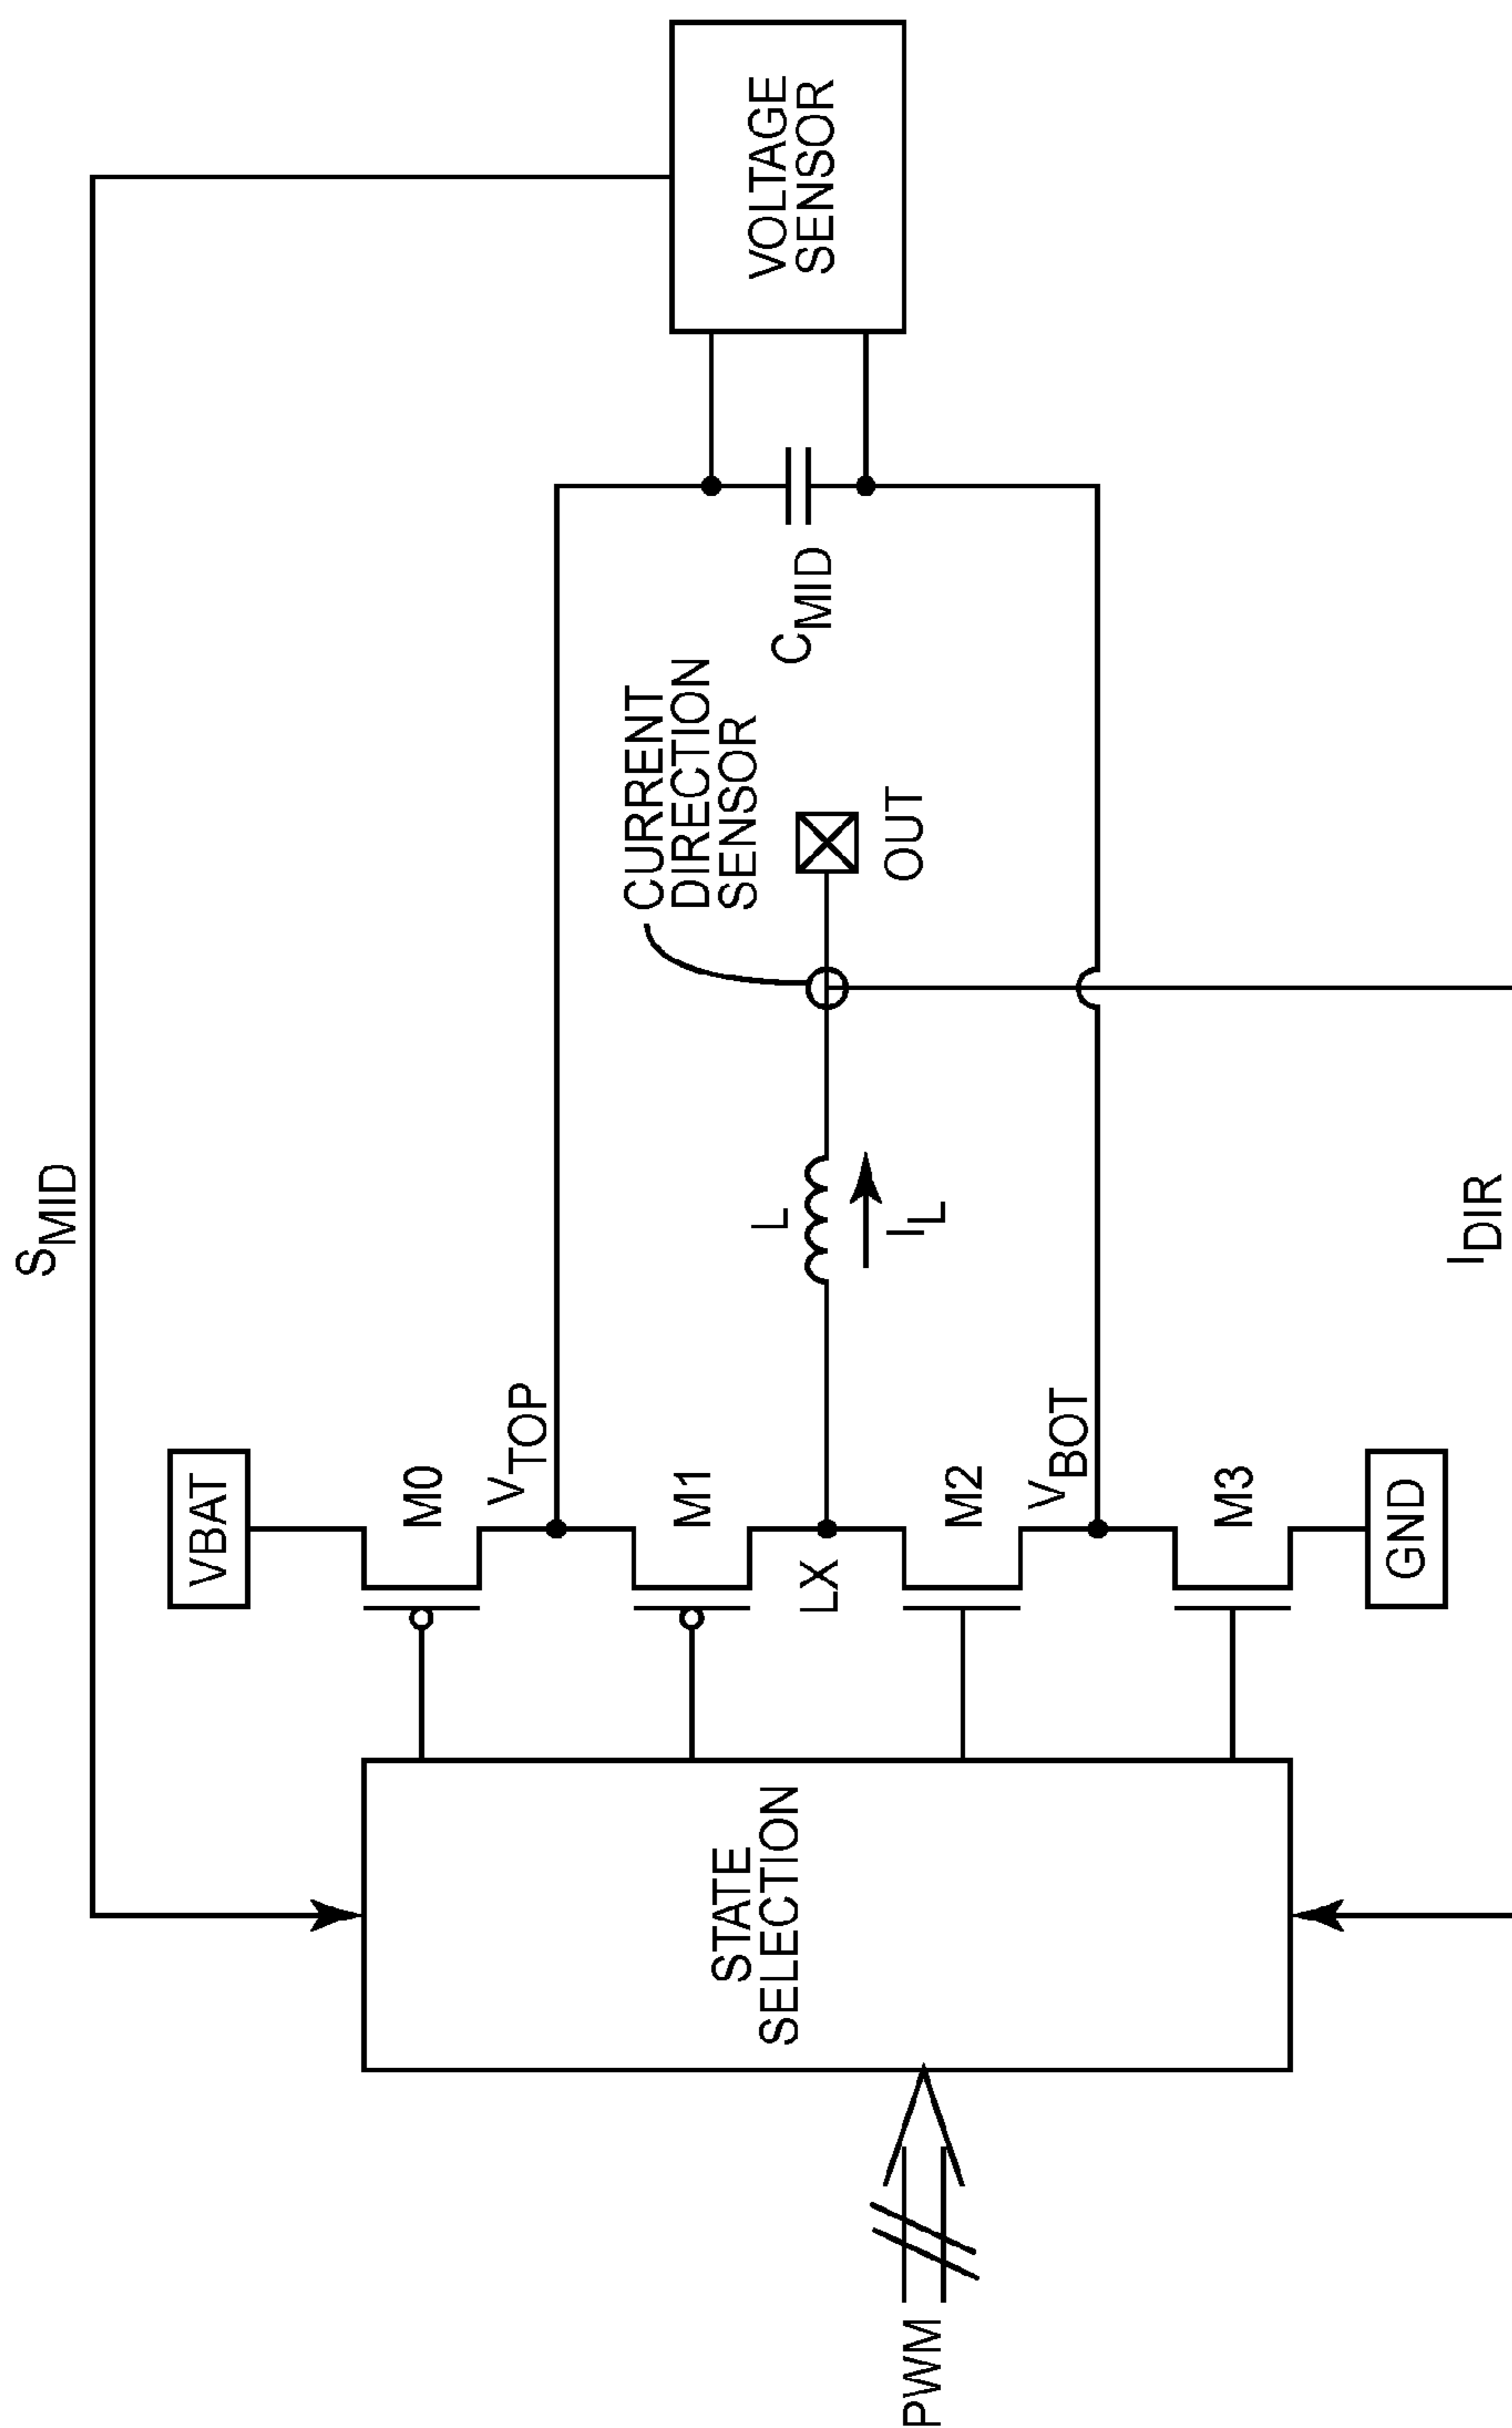 S_MID
VBAT
M0
V_TOP
M1
LX
M2
V_BOT
M3
GND
STATE
SELECTION
PWM
L
I_L
CURRENT
DIRECTION
SENSOR
OUT
C_MID
VOLTAGE
SENSOR
I_DIR